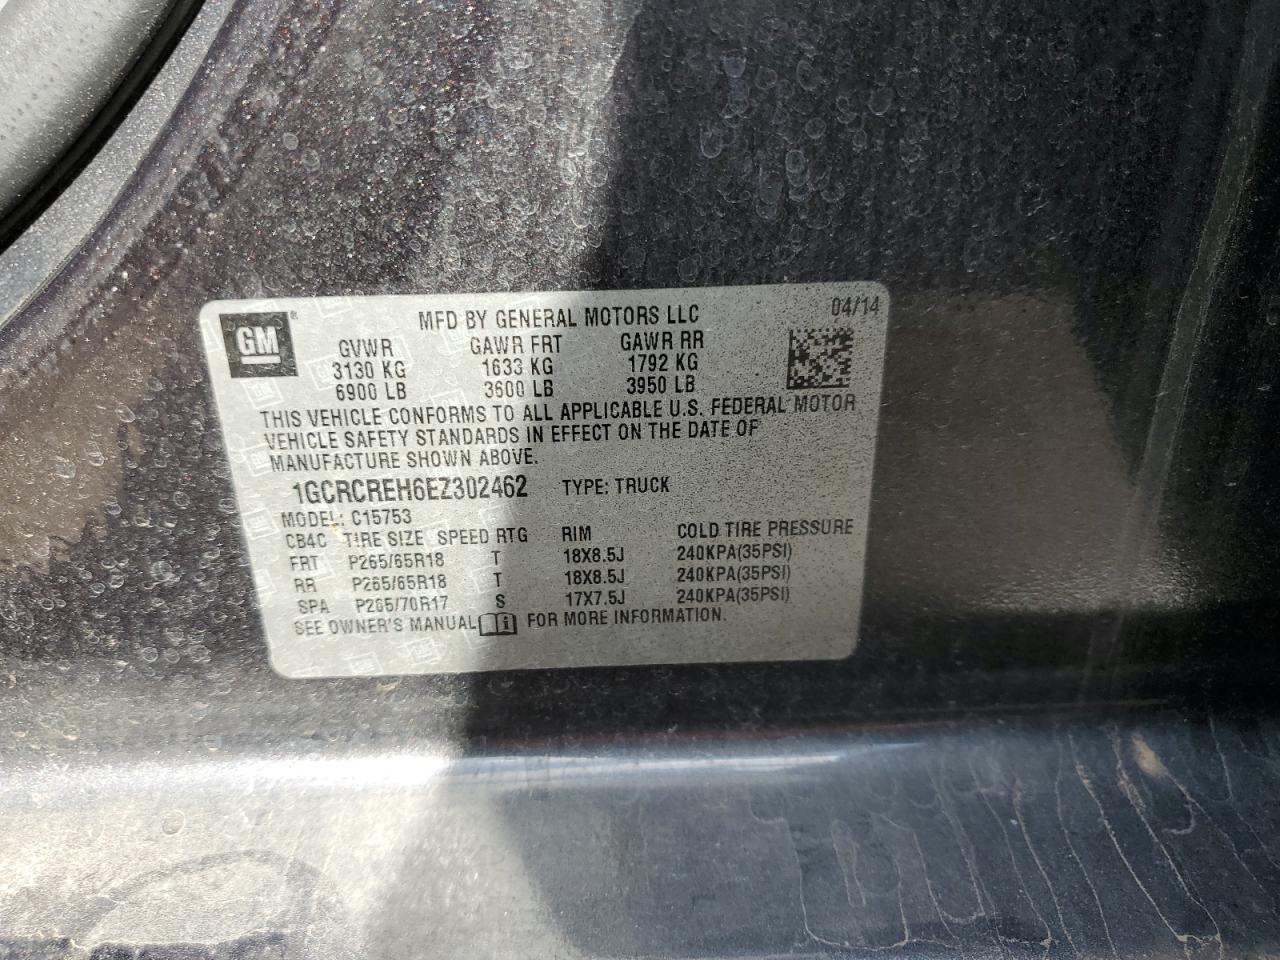 GM®
MFD BY GENERAL MOTORS LLC
04/14
GVWR GAWR FRT GAWR RR
3130 KG 1633 KG 1792 KG
6900 LB 3600 LB 3950 LB
THIS VEHICLE CONFORMS TO ALL APPLICABLE U.S. FEDERAL MOTOR
VEHICLE SAFETY STANDARDS IN EFFECT ON THE DATE OF
MANUFACTURE SHOWN ABOVE.
1GCRCREH6EZ302462 TYPE: TRUCK
MODEL: C15753
CB4C TIRE SIZE SPEED RTG RIM COLD TIRE PRESSURE
FRT P265/65R18 T 18X8.5J 240KPA(35PSI)
RR P265/65R18 T 18X8.5J 240KPA(35PSI)
SPA P265/70R17 S 17X7.5J 240KPA(35PSI)
SEE OWNER'S MANUAL i FOR MORE INFORMATION.